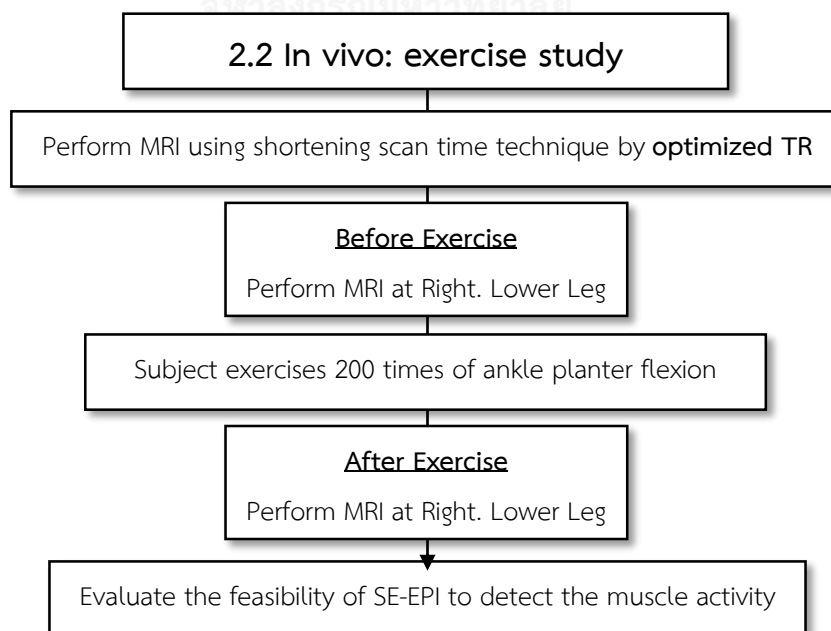 2.2 In vivo: exercise study
Perform MRI using shortening scan time technique by optimized TR
Before Exercise
Perform MRI at Right. Lower Leg
Subject exercises 200 times of ankle planter flexion
After Exercise
Perform MRI at Right. Lower Leg
Evaluate the feasibility of SE-EPI to detect the muscle activity